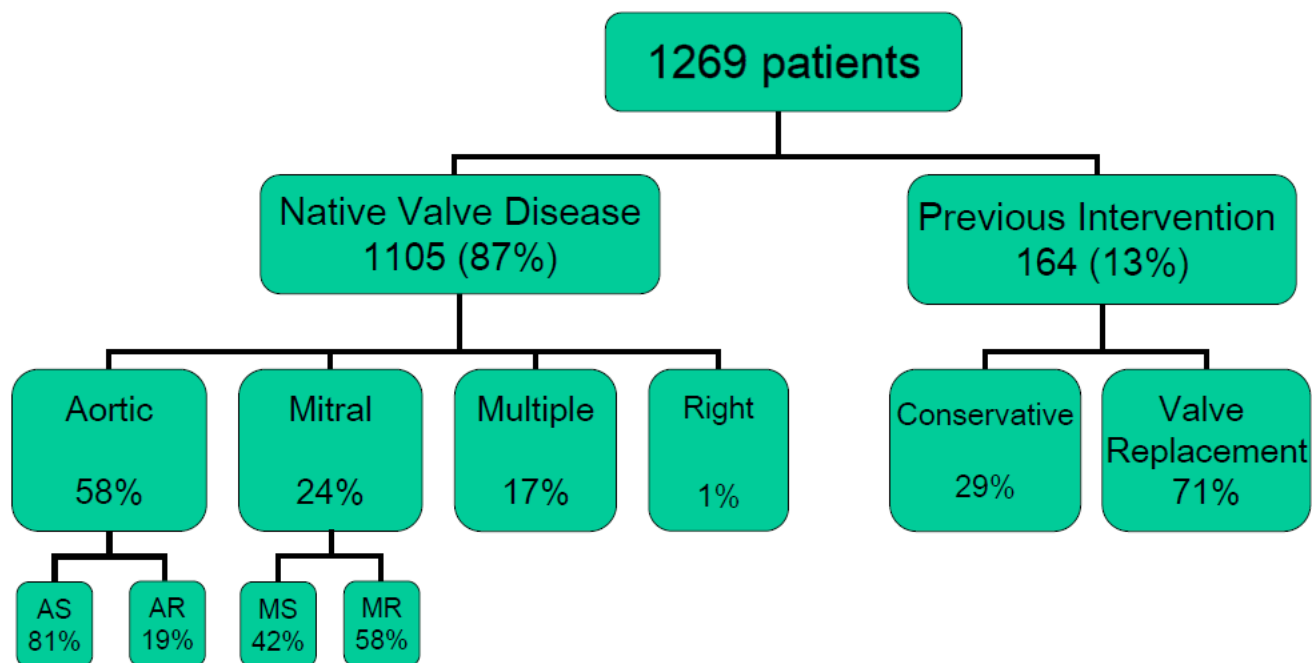 1269 patients
Native Valve Disease
1105 (87%)
Previous Intervention
164 (13%)
Aortic
58%
Mitral
24%
Multiple
17%
Right
1%
Conservative
29%
Valve
Replacement
71%
AS
81%
AR
19%
MS
42%
MR
58%